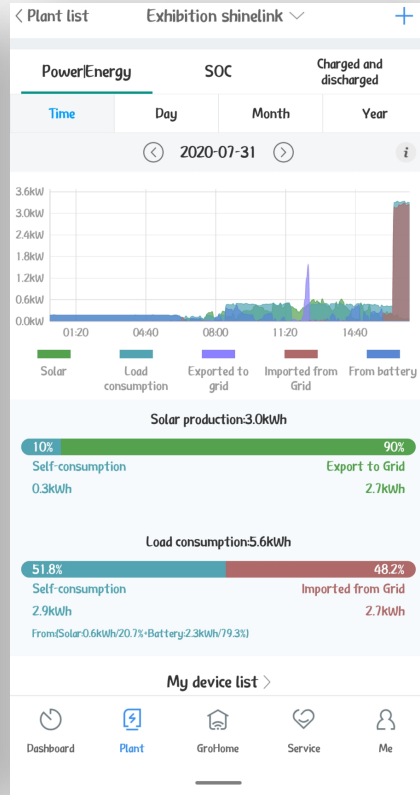 Plant list
Exhibition shinelink
Power|Energy
SOC
Charged and
discharged
Time
Day
Month
Year
2020-07-31
i
3.6kW
3.0kW
2.4kW
1.8kW
1.2kW
0.6kW
0.0kW
01:20
04:40
08:00
11:20
14:40
Solar
Load
consumption
Exported to
grid
Imported from
Grid
From battery
Solar production:3.0kWh
10%
90%
Self-consumption
Export to Grid
0.3kWh
2.7kWh
Load consumption:5.6kWh
51.8%
48.2%
Self-consumption
Imported from Grid
2.9kWh
2.7kWh
From:(Solar:0.6kWh/20.7%+Battery:2.3kWh/79.3%)
My device list
Dashboard
Plant
GroHome
Service
Me